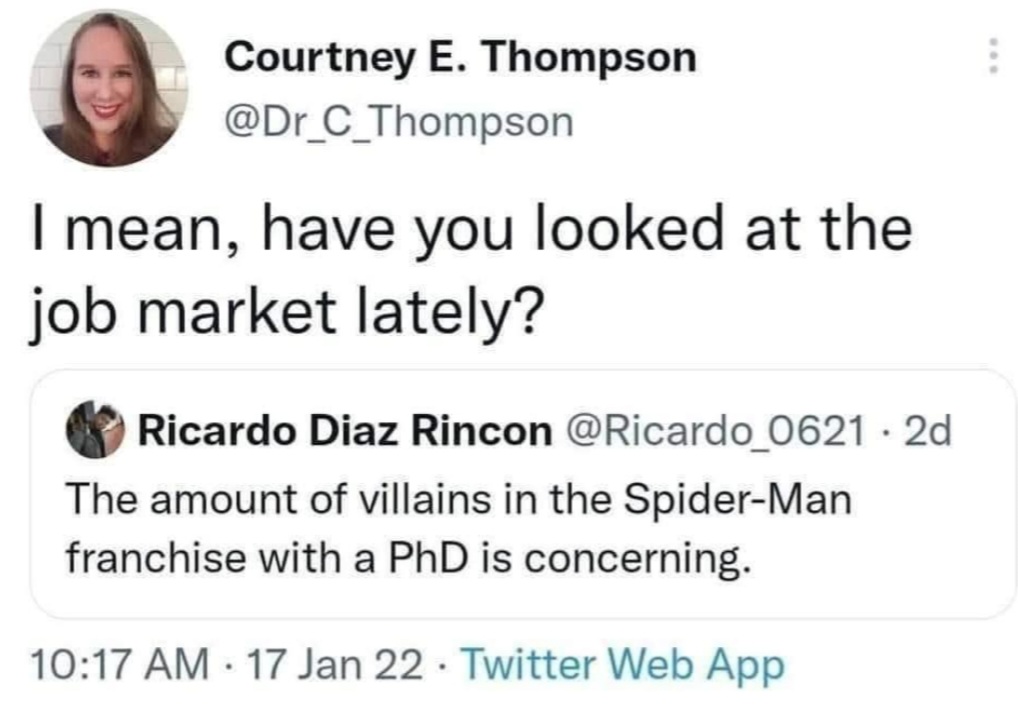 Courtney E. Thompson
@Dr_C_Thompson
I mean, have you looked at the
job market lately?
Ricardo Diaz Rincon @Ricardo_0621 · 2d
The amount of villains in the Spider-Man
franchise with a PhD is concerning.
10:17 AM · 17 Jan 22 · Twitter Web App